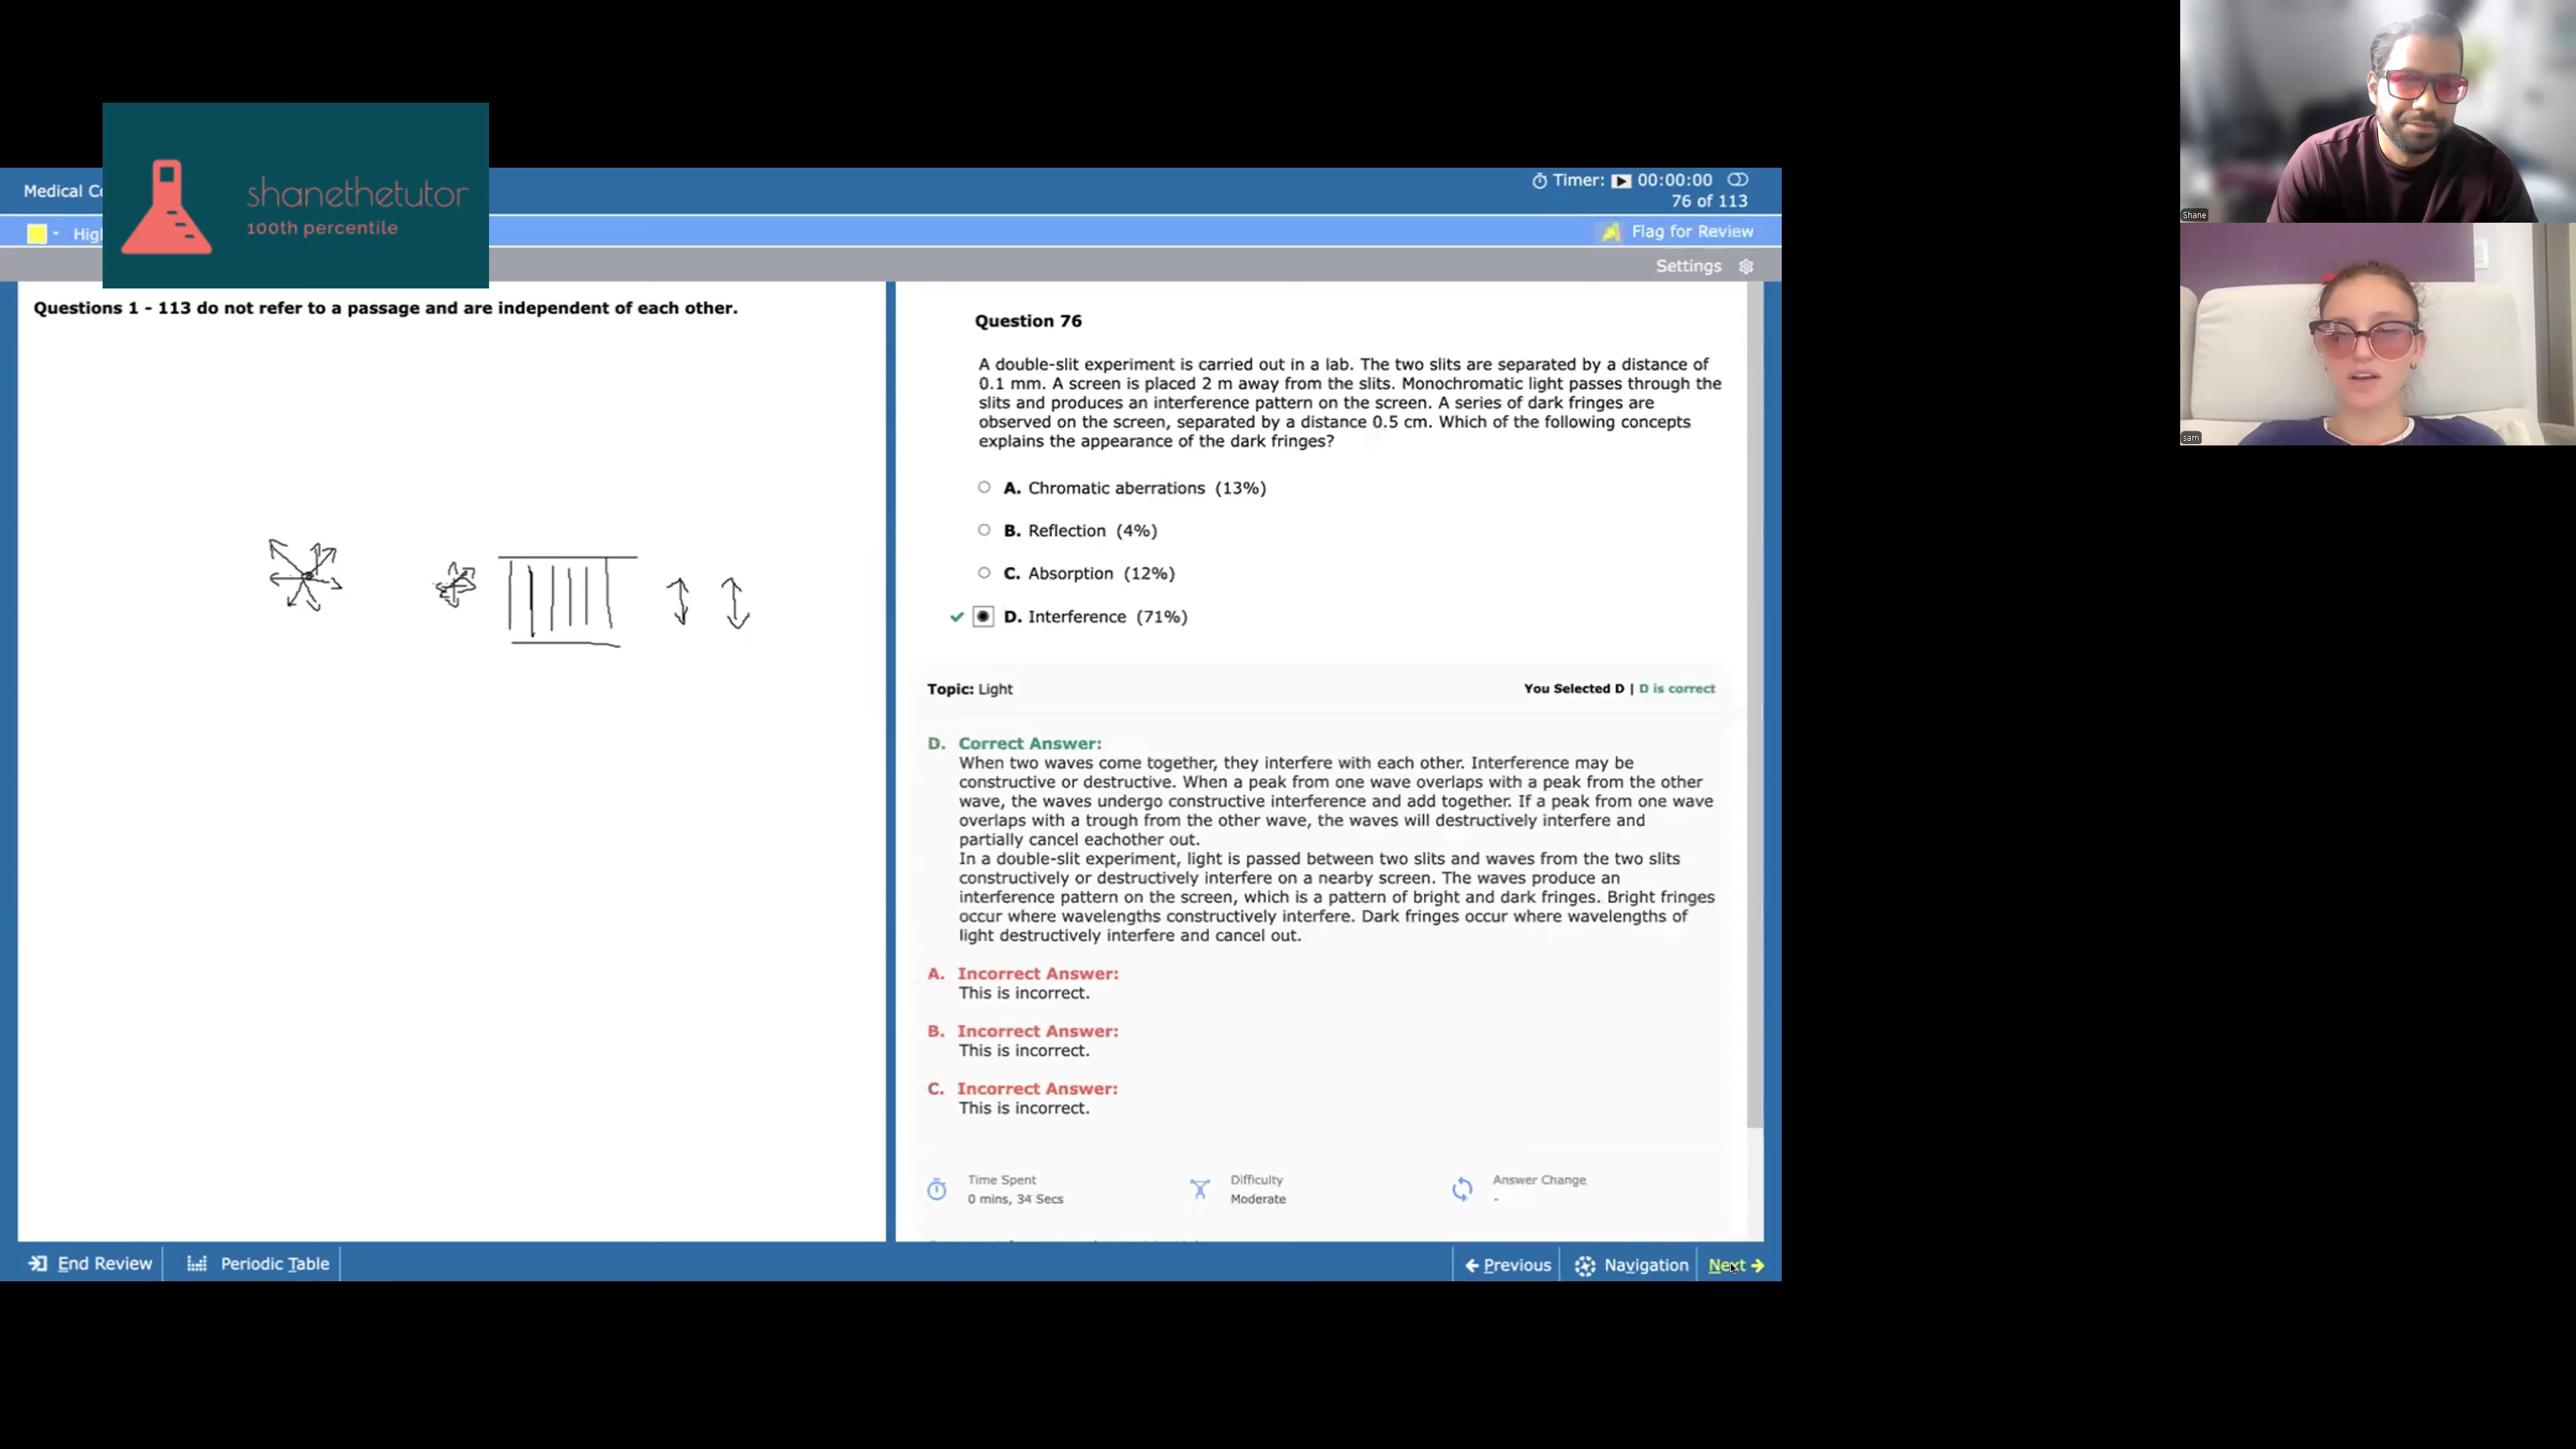 shanethetutor
100th percentile
Medical Co
Timer: 00:00:00
76 of 113
Hig
Flag for Review
Settings
Questions 1 - 113 do not refer to a passage and are independent of each other.
Question 76
A double-slit experiment is carried out in a lab. The two slits are separated by a distance of
0.1 mm. A screen is placed 2 m away from the slits. Monochromatic light passes through the
slits and produces an interference pattern on the screen. A series of dark fringes are
observed on the screen, separated by a distance 0.5 cm. Which of the following concepts
explains the appearance of the dark fringes?
A. Chromatic aberrations (13%)
B. Reflection (4%)
C. Absorption (12%)
D. Interference (71%)
Topic: Light
You Selected D | D is correct
D. Correct Answer:
When two waves come together, they interfere with each other. Interference may be
constructive or destructive. When a peak from one wave overlaps with a peak from the other
wave, the waves undergo constructive interference and add together. If a peak from one wave
overlaps with a trough from the other wave, the waves will destructively interfere and
partially cancel eachother out.
In a double-slit experiment, light is passed between two slits and waves from the two slits
constructively or destructively interfere on a nearby screen. The waves produce an
interference pattern on the screen, which is a pattern of bright and dark fringes. Bright fringes
occur where wavelengths constructively interfere. Dark fringes occur where wavelengths of
light destructively interfere and cancel out.
A. Incorrect Answer:
This is incorrect.
B. Incorrect Answer:
This is incorrect.
C. Incorrect Answer:
This is incorrect.
Time Spent
0 mins, 34 Secs
Difficulty
Moderate
Answer Change
-
End Review
Periodic Table
Previous
Navigation
Next
Shane
sam